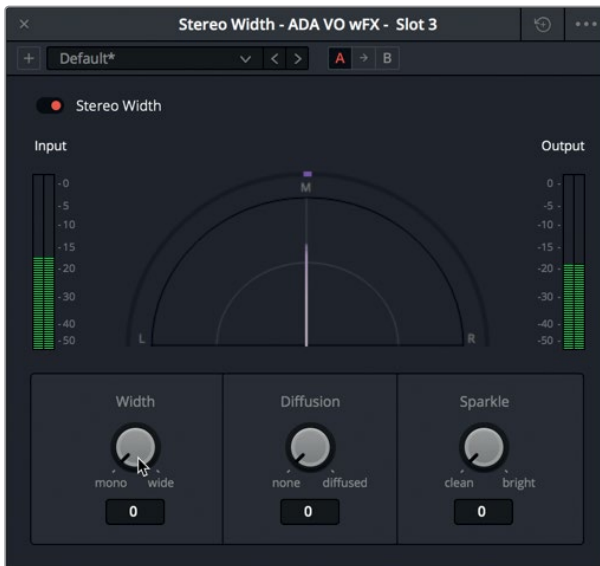 Stereo Width - ADA VO wFX - Slot 3
Default*
A
B
Stereo Width
Input
Output
-0
-5
-10
-15
-20
-30
-40
-50
M
L
R
0 -
-5 -
-10 -
-15 -
-20 -
-30 -
-40 -
-50 -
Width
mono wide
0
Diffusion
none diffused
0
Sparkle
clean bright
0